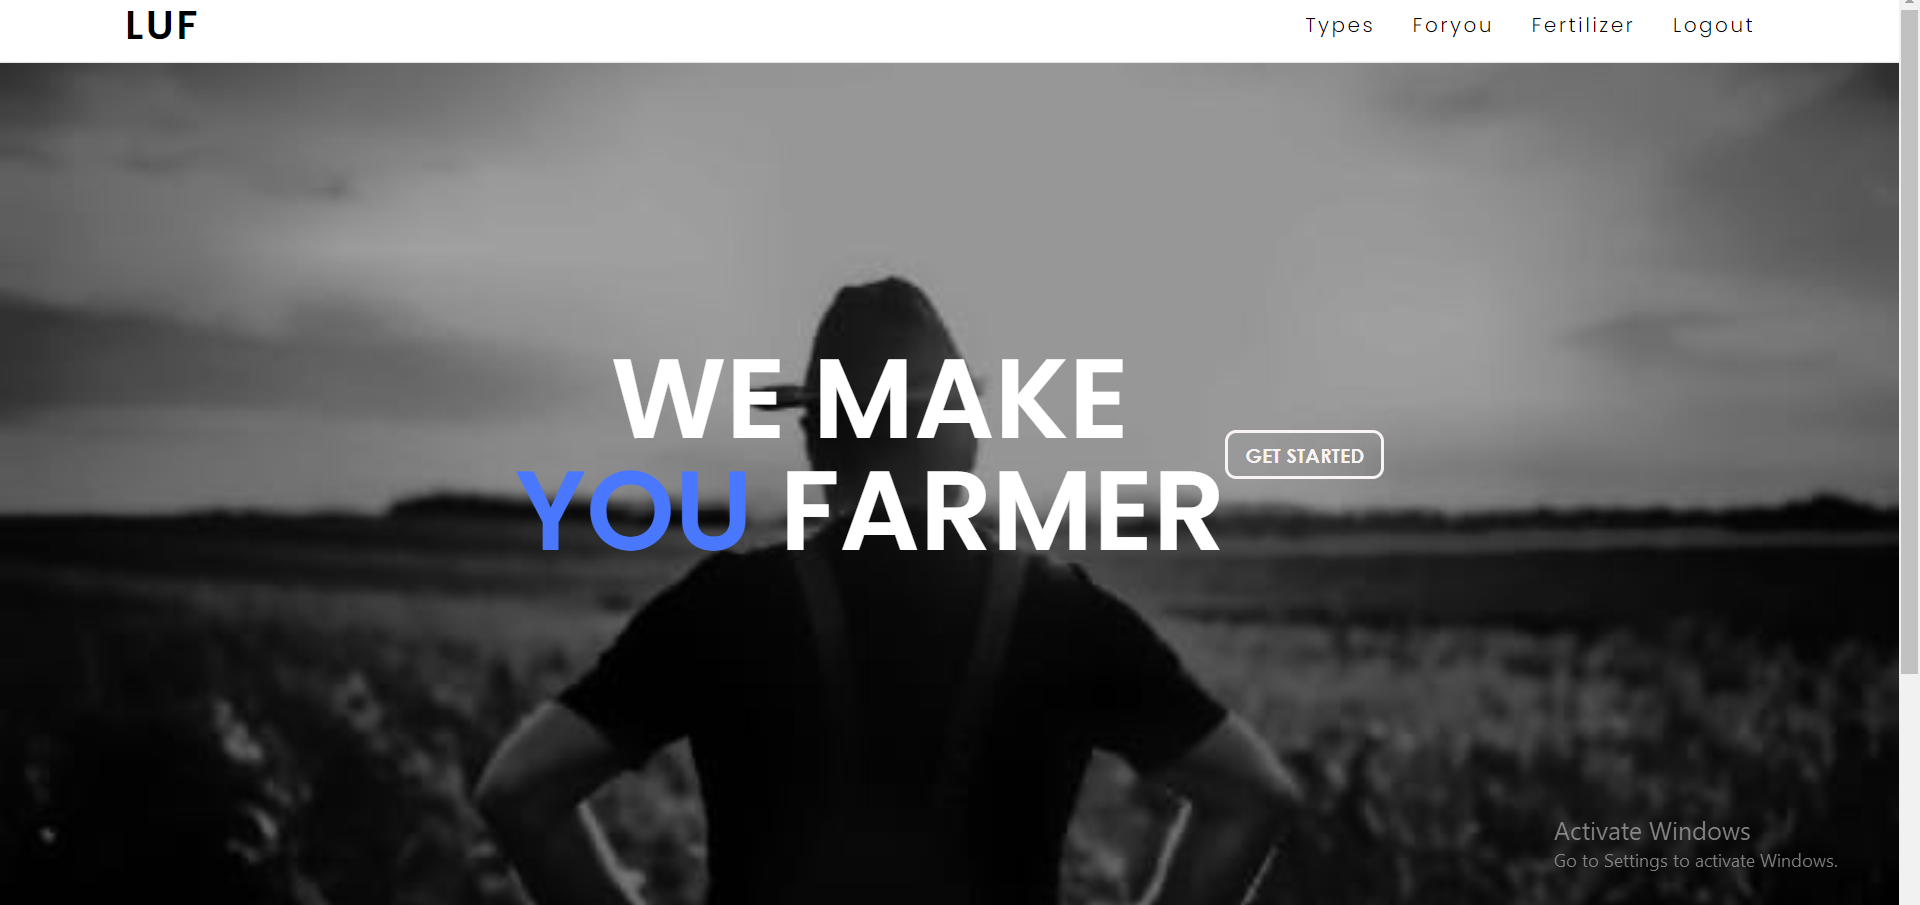 LUF
Types Foryou Fertilizer Logout
WE MAKE
YOU FARMER
GET STARTED
Activate Windows
Go to Settings to activate Windows.